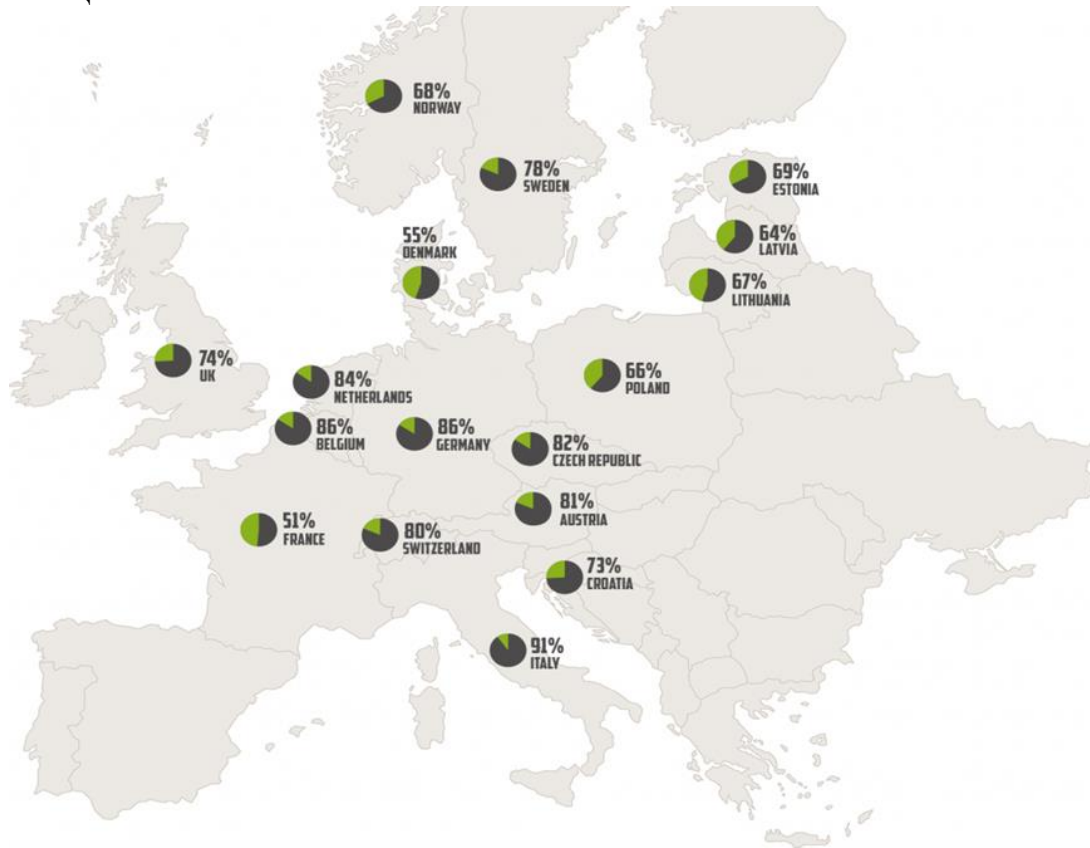 68%
NORWAY
78%
SWEDEN
69%
ESTONIA
55%
DENMARK
64%
LATVIA
67%
LITHUANIA
74%
UK
84%
NETHERLANDS
66%
POLAND
86%
BELGIUM
86%
GERMANY
82%
CZECH REPUBLIC
81%
AUSTRIA
51%
FRANCE
80%
SWITZERLAND
73%
CROATIA
91%
ITALY